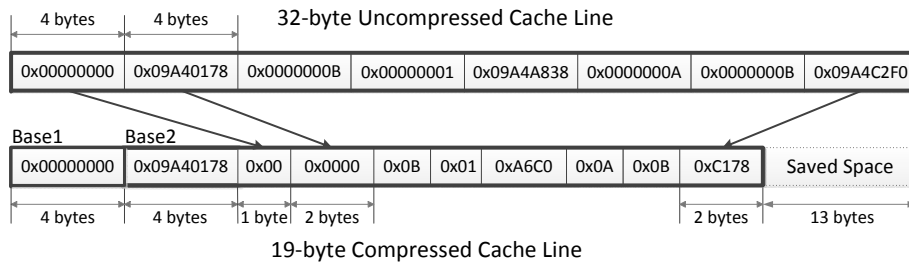 32-byte Uncompressed Cache Line
4 bytes 4 bytes
0x00000000 0x09A40178 0x0000000B 0x00000001 0x09A4A838 0x0000000A 0x0000000B 0x09A4C2F0
Base1 Base2
0x00000000 0x09A40178 0x00 0x0000 0x0B 0x01 0xA6C0 0x0A 0x0B 0xC178 Saved Space
4 bytes 4 bytes 1 byte 2 bytes 2 bytes 13 bytes
19-byte Compressed Cache Line